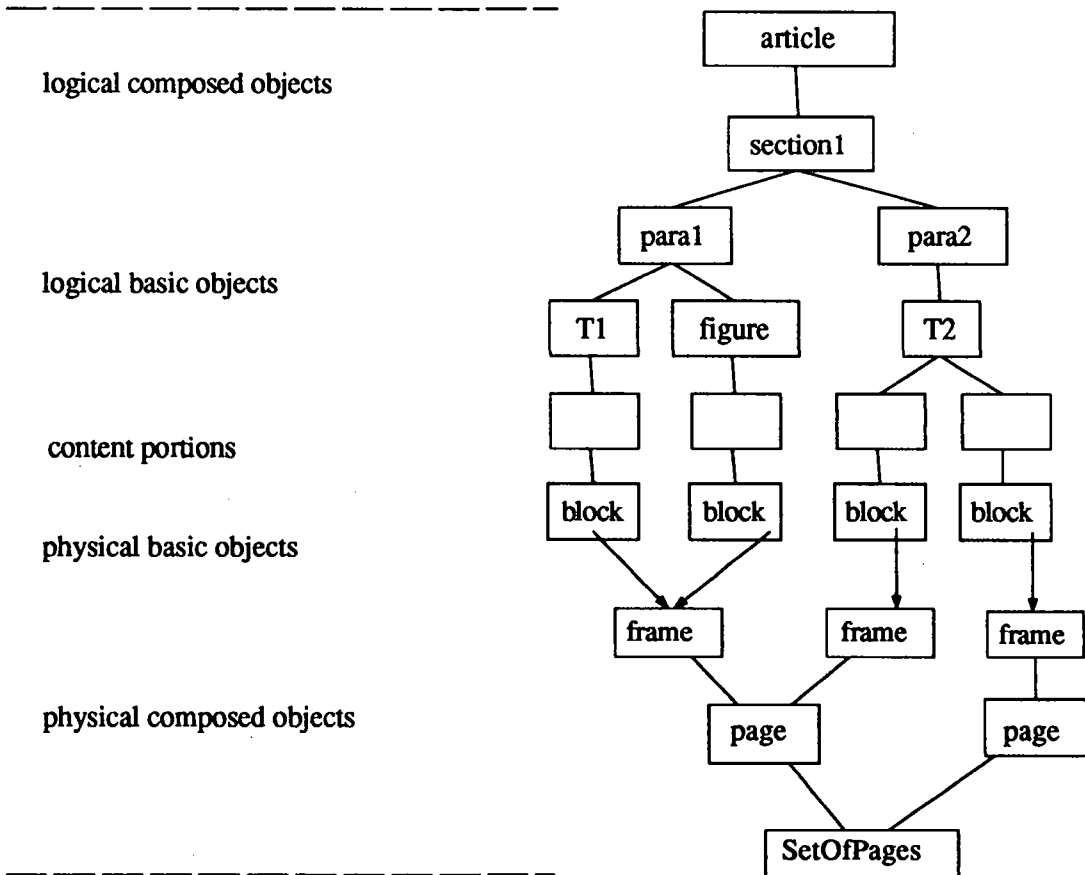 article
logical composed objects
section1
para1 para2
logical basic objects
T1 figure T2
content portions
block block block block
physical basic objects
frame frame frame
physical composed objects
page page
SetOfPages